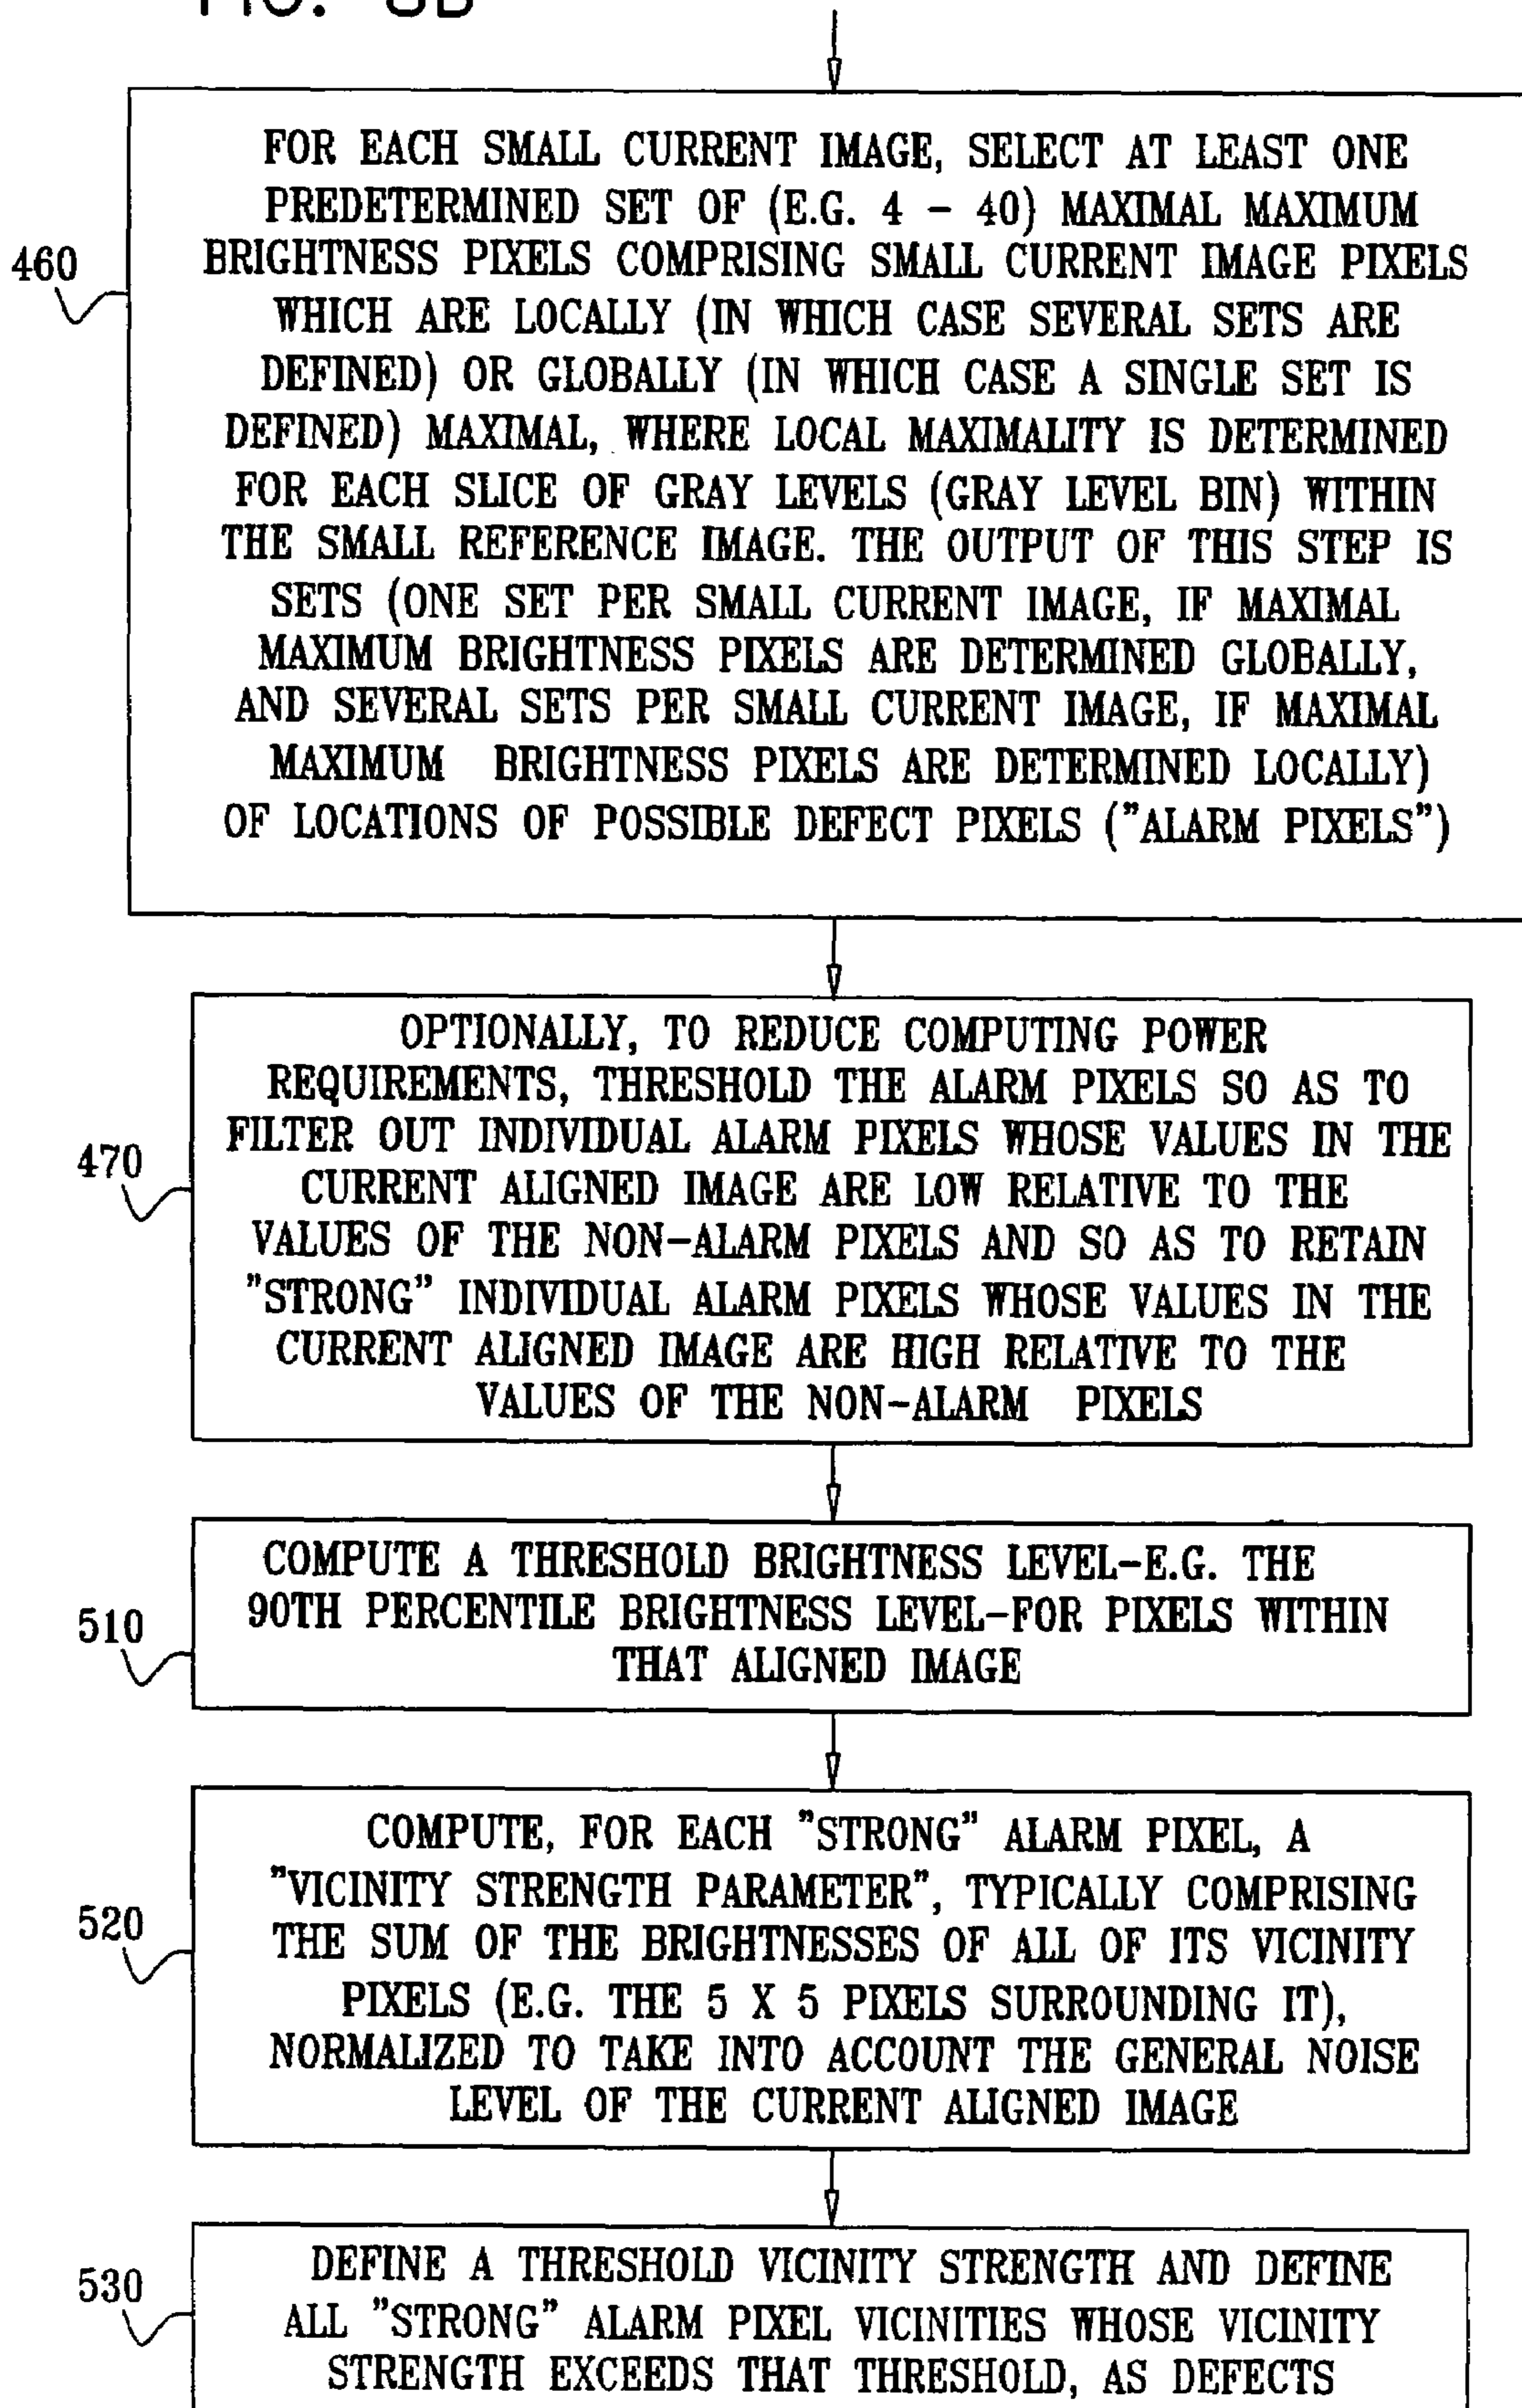 FOR EACH SMALL CURRENT IMAGE, SELECT AT LEAST ONE
PREDETERMINED SET OF (E.G. 4 - 40) MAXIMAL MAXIMUM
460
BRIGHTNESS PIXELS COMPRISING SMALL CURRENT IMAGE PIXELS
WHICH ARE LOCALLY (IN WHICH CASE SEVERAL SETS ARE
DEFINED) OR GLOBALLY (IN WHICH CASE A SINGLE SET IS
DEFINED) MAXIMAL, WHERE LOCAL MAXIMALITY IS DETERMINED
FOR EACH SLICE OF GRAY LEVELS (GRAY LEVEL BIN) WITHIN
THE SMALL REFERENCE IMAGE. THE OUTPUT OF THIS STEP IS
SETS (ONE SET PER SMALL CURRENT IMAGE, IF MAXIMAL
MAXIMUM BRIGHTNESS PIXELS ARE DETERMINED GLOBALLY,
AND SEVERAL SETS PER SMALL CURRENT IMAGE, IF MAXIMAL
MAXIMUM BRIGHTNESS PIXELS ARE DETERMINED LOCALLY)
OF LOCATIONS OF POSSIBLE DEFECT PIXELS ("ALARM PIXELS")
OPTIONALLY, TO REDUCE COMPUTING POWER
REQUIREMENTS, THRESHOLD THE ALARM PIXELS SO AS TO
FILTER OUT INDIVIDUAL ALARM PIXELS WHOSE VALUES IN THE
470
CURRENT ALIGNED IMAGE ARE LOW RELATIVE TO THE
VALUES OF THE NON-ALARM PIXELS AND SO AS TO RETAIN
"STRONG" INDIVIDUAL ALARM PIXELS WHOSE VALUES IN THE
CURRENT ALIGNED IMAGE ARE HIGH RELATIVE TO THE
VALUES OF THE NON-ALARM PIXELS
COMPUTE A THRESHOLD BRIGHTNESS LEVEL-E.G. THE
90TH PERCENTILE BRIGHTNESS LEVEL-FOR PIXELS WITHIN
510
THAT ALIGNED IMAGE
COMPUTE, FOR EACH "STRONG" ALARM PIXEL, A
"VICINITY STRENGTH PARAMETER", TYPICALLY COMPRISING
520
THE SUM OF THE BRIGHTNESSES OF ALL OF ITS VICINITY
PIXELS (E.G. THE 5 X 5 PIXELS SURROUNDING IT),
NORMALIZED TO TAKE INTO ACCOUNT THE GENERAL NOISE
LEVEL OF THE CURRENT ALIGNED IMAGE
DEFINE A THRESHOLD VICINITY STRENGTH AND DEFINE
530
ALL "STRONG" ALARM PIXEL VICINITIES WHOSE VICINITY
STRENGTH EXCEEDS THAT THRESHOLD, AS DEFECTS